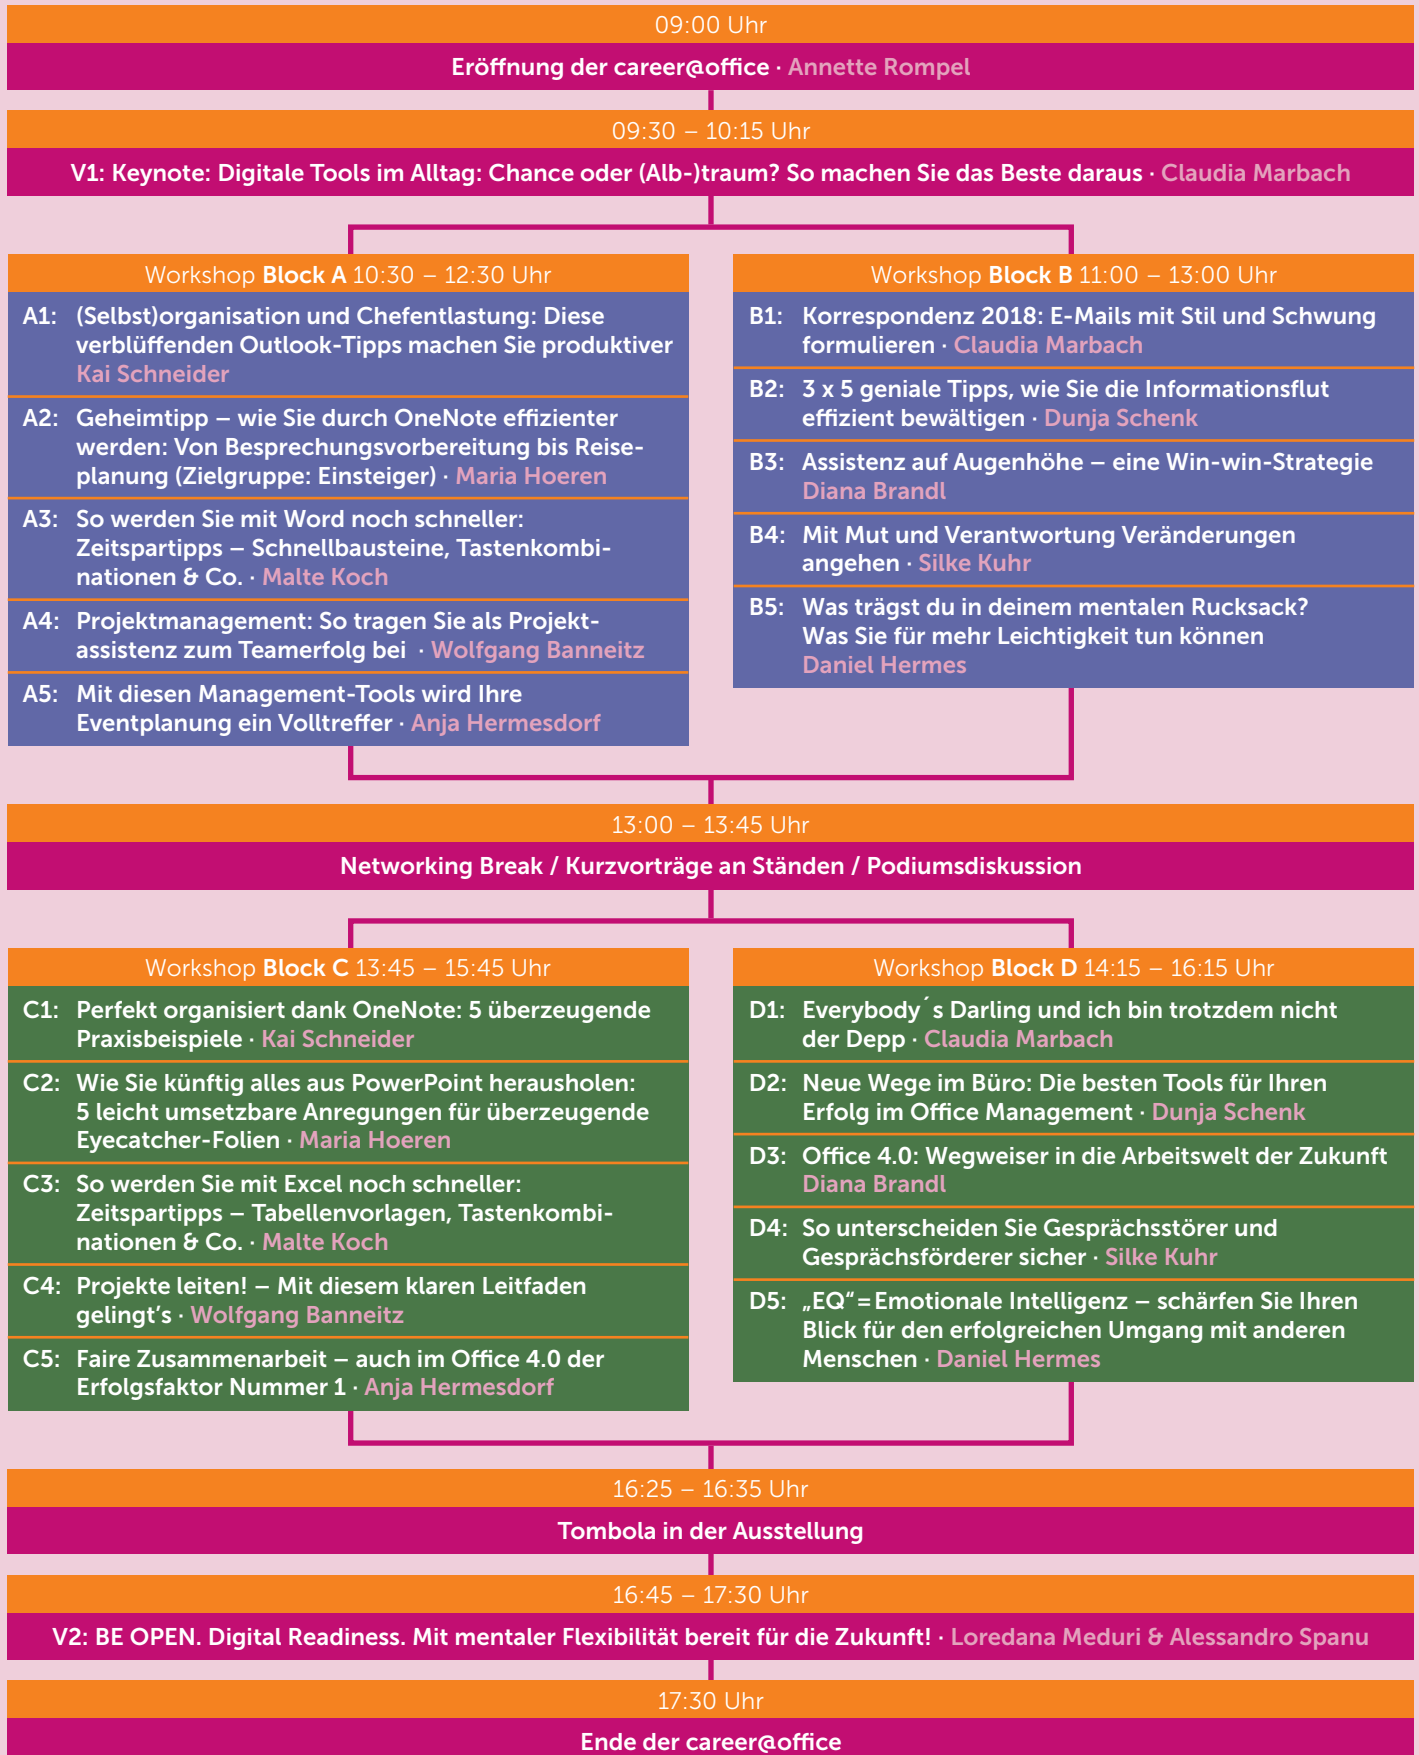 09:00 Uhr
Eröffnung der career@office · Annette Rompel
09:30 – 10:15 Uhr
V1: Keynote: Digitale Tools im Alltag: Chance oder (Alb-)traum? So machen Sie das Beste daraus · Claudia Marbach
Workshop Block A 10:30 – 12:30 Uhr
A1: (Selbst)organisation und Chefentlastung: Diese
verblüffenden Outlook-Tipps machen Sie produktiver
Kai Schneider
A2: Geheimtipp – wie Sie durch OneNote effizienter
werden: Von Besprechungsvorbereitung bis Reise-
planung (Zielgruppe: Einsteiger) · Maria Hoeren
A3: So werden Sie mit Word noch schneller:
Zeitspartipps – Schnellbausteine, Tastenkombi-
nationen & Co. · Malte Koch
A4: Projektmanagement: So tragen Sie als Projekt-
assistenz zum Teamerfolg bei · Wolfgang Banneitz
A5: Mit diesen Management-Tools wird Ihre
Eventplanung ein Volltreffer · Anja Hermesdorf
Workshop Block B 11:00 – 13:00 Uhr
B1: Korrespondenz 2018: E-Mails mit Stil und Schwung
formulieren · Claudia Marbach
B2: 3 x 5 geniale Tipps, wie Sie die Informationsflut
effizient bewältigen · Dunja Schenk
B3: Assistenz auf Augenhöhe – eine Win-win-Strategie
Diana Brandl
B4: Mit Mut und Verantwortung Veränderungen
angehen · Silke Kuhr
B5: Was trägst du in deinem mentalen Rucksack?
Was Sie für mehr Leichtigkeit tun können
Daniel Hermes
13:00 – 13:45 Uhr
Networking Break / Kurzvorträge an Ständen / Podiumsdiskussion
Workshop Block C 13:45 – 15:45 Uhr
C1: Perfekt organisiert dank OneNote: 5 überzeugende
Praxisbeispiele · Kai Schneider
C2: Wie Sie künftig alles aus PowerPoint herausholen:
5 leicht umsetzbare Anregungen für überzeugende
Eyecatcher-Folien · Maria Hoeren
C3: So werden Sie mit Excel noch schneller:
Zeitspartipps – Tabellenvorlagen, Tastenkombi-
nationen & Co. · Malte Koch
C4: Projekte leiten! – Mit diesem klaren Leitfaden
gelingt's · Wolfgang Banneitz
C5: Faire Zusammenarbeit – auch im Office 4.0 der
Erfolgsfaktor Nummer 1 · Anja Hermesdorf
Workshop Block D 14:15 – 16:15 Uhr
D1: Everybody´s Darling und ich bin trotzdem nicht
der Depp · Claudia Marbach
D2: Neue Wege im Büro: Die besten Tools für Ihren
Erfolg im Office Management · Dunja Schenk
D3: Office 4.0: Wegweiser in die Arbeitswelt der Zukunft
Diana Brandl
D4: So unterscheiden Sie Gesprächsstörer und
Gesprächsförderer sicher · Silke Kuhr
D5: „EQ“=Emotionale Intelligenz – schärfen Sie Ihren
Blick für den erfolgreichen Umgang mit anderen
Menschen · Daniel Hermes
16:25 – 16:35 Uhr
Tombola in der Ausstellung
16:45 – 17:30 Uhr
V2: BE OPEN. Digital Readiness. Mit mentaler Flexibilität bereit für die Zukunft! · Loredana Meduri & Alessandro Spanu
17:30 Uhr
Ende der career@office